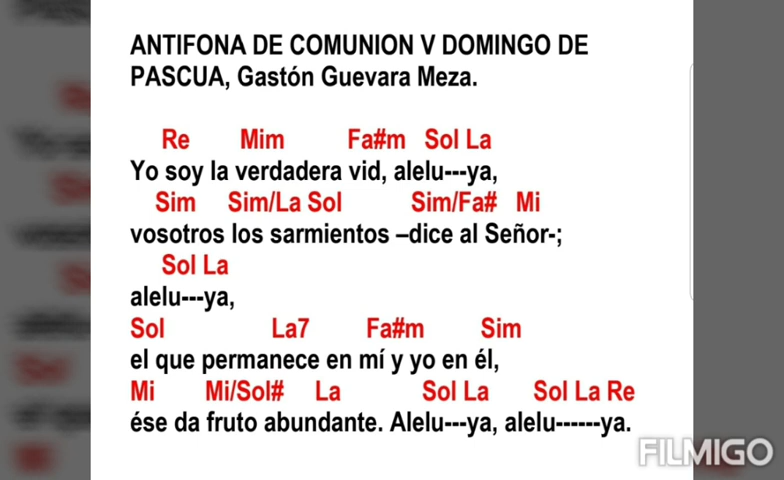 ANTIFONA DE COMUNION V DOMINGO DE
PASCUA, Gastón Guevara Meza.
Re Mim Fa#m Sol La
Yo soy la verdadera vid, alelu---ya,
Sim Sim/La Sol Sim/Fa# Mi
vosotros los sarmientos –dice al Señor-;
Sol La
alelu---ya,
Sol La7 Fa#m Sim
el que permanece en mí y yo en él,
Mi Mi/Sol# La Sol La Sol La Re
ése da fruto abundante. Alelu---ya, alelu------ya.
FILMIGO